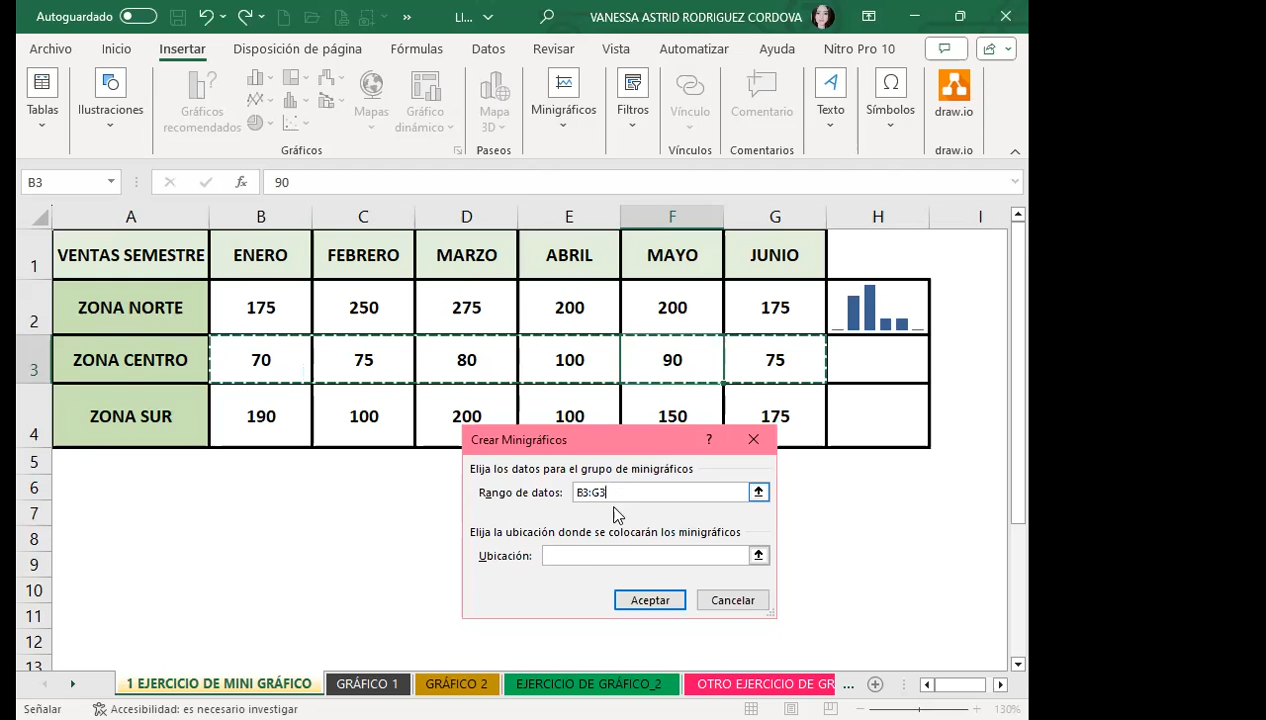 Autoguardado LI... VANESSA ASTRID RODRIGUEZ CORDOVA
Archivo Inicio Insertar Disposición de página Fórmulas Datos Revisar Vista Automatizar Ayuda Nitro Pro 10
Tablas Ilustraciones Gráficos recomendados Mapas Gráfico dinámico Mapa 3D Minigráficos Filtros Vínculo Comentario Texto Símbolos draw.io
Gráficos Paseos Vínculos Comentarios draw.io
B3 fx 90
A B C D E F G H I
1 VENTAS SEMESTRE ENERO FEBRERO MARZO ABRIL MAYO JUNIO
2 ZONA NORTE 175 250 275 200 200 175
3 ZONA CENTRO 70 75 80 100 90 75
4 ZONA SUR 190 100 200 100 150 175
5
6
7
8
9
10
11
12
13
Crear Minigráficos ?
Elija los datos para el grupo de minigráficos
Rango de datos: B3:G3
Elija la ubicación donde se colocarán los minigráficos
Ubicación:
Aceptar Cancelar
1 EJERCICIO DE MINI GRÁFICO GRÁFICO 1 GRÁFICO 2 EJERCICIO DE GRÁFICO_2 OTRO EJERCICIO DE GR ...
Señalar Accesibilidad: es necesario investigar 130%